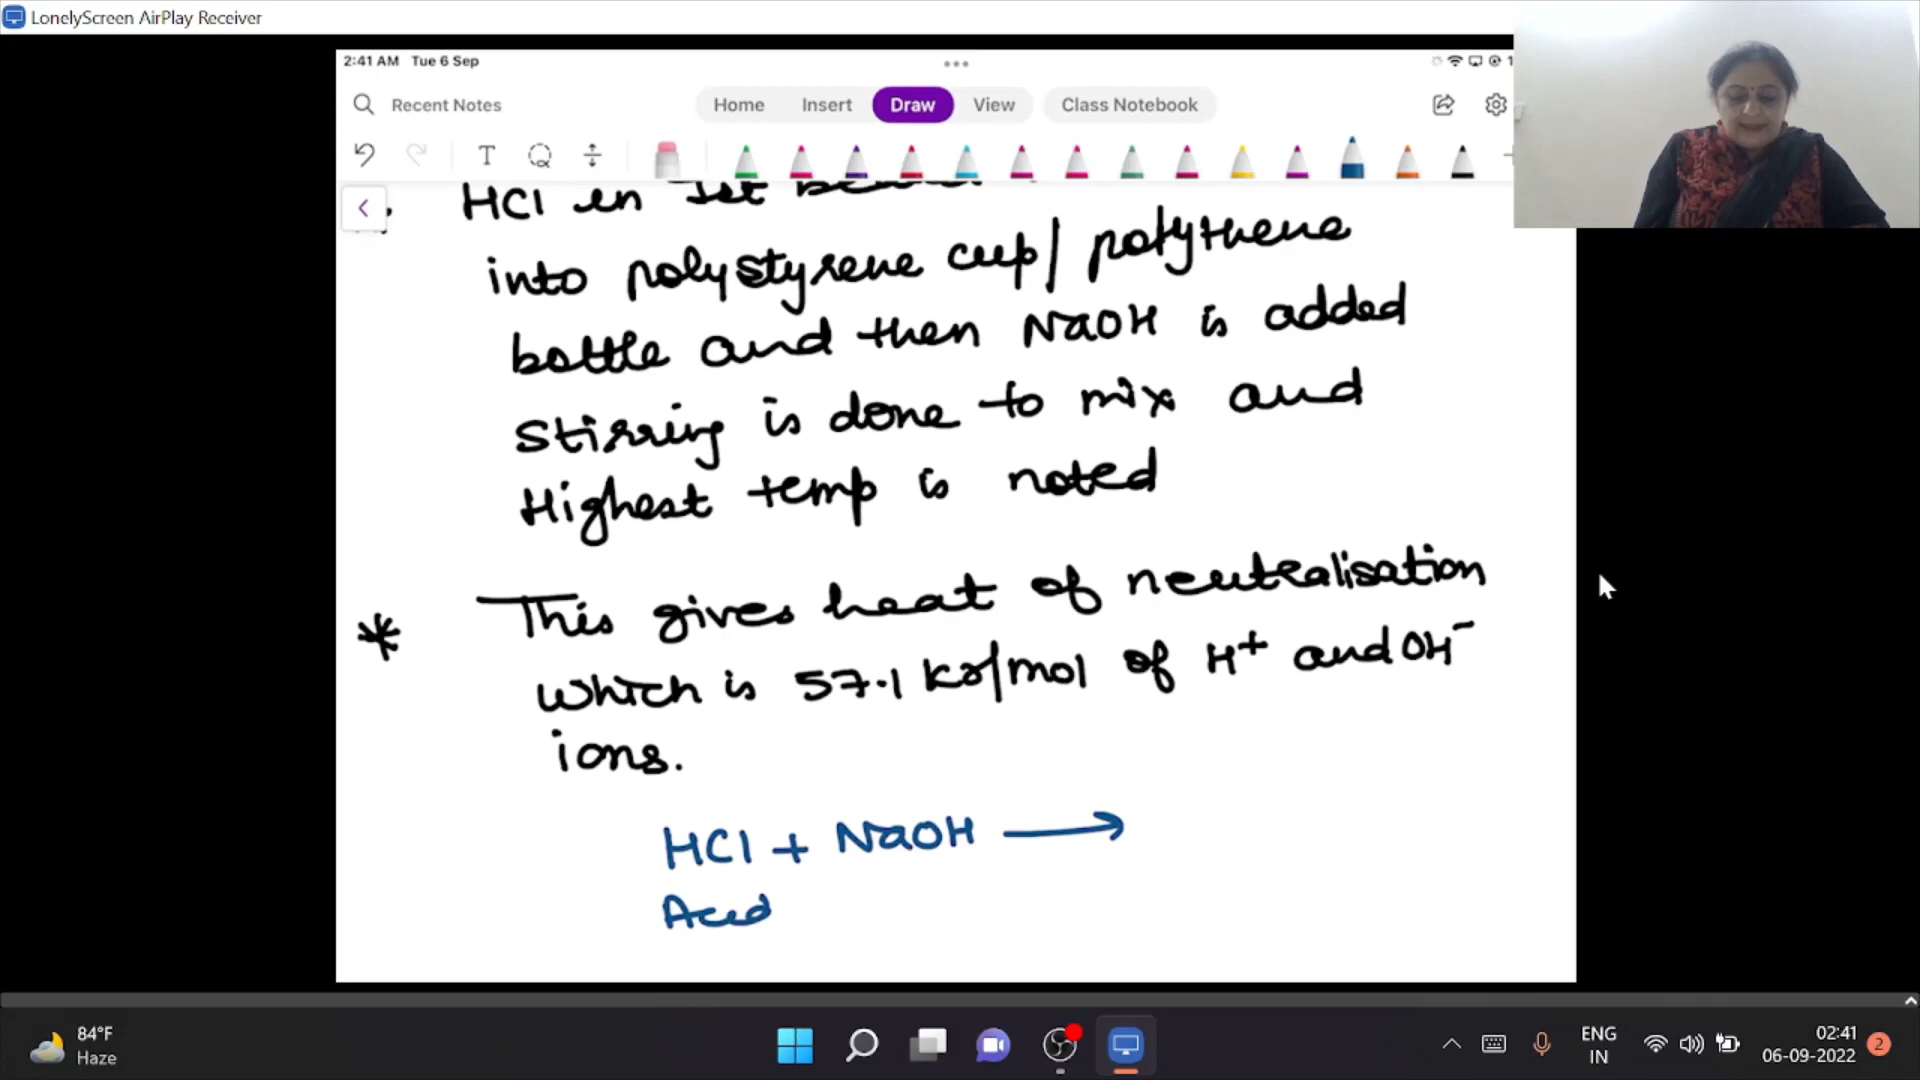 LonelyScreen AirPlay Receiver
2:41 AM Tue 6 Sep
Recent Notes
Home Insert Draw View Class Notebook
T
HCl in Ist
into polystyrene cup/ polythene
bottle and then NaOH is added
Stirring is done to mix and
Highest temp is noted
* This gives heat of neutralisation
which is 57.1 KJ/mol of H+ and OH-
ions.
HCl + NaOH →
Acid
84°F
Haze
ENG
IN
02:41
06-09-2022
2